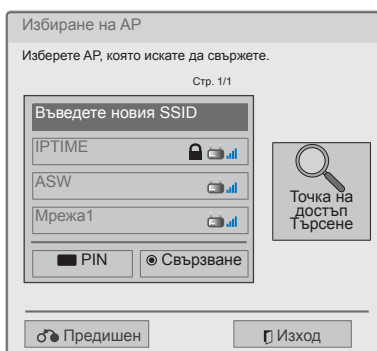 Избиране на AP
Изберете AP, която искате да свържете.
Стр. 1/1
Въведете новия SSID
IPTIME
ASW
Мрежа1
PIN
Свързване
Точка на
достъп
Търсене
Предишен
Изход